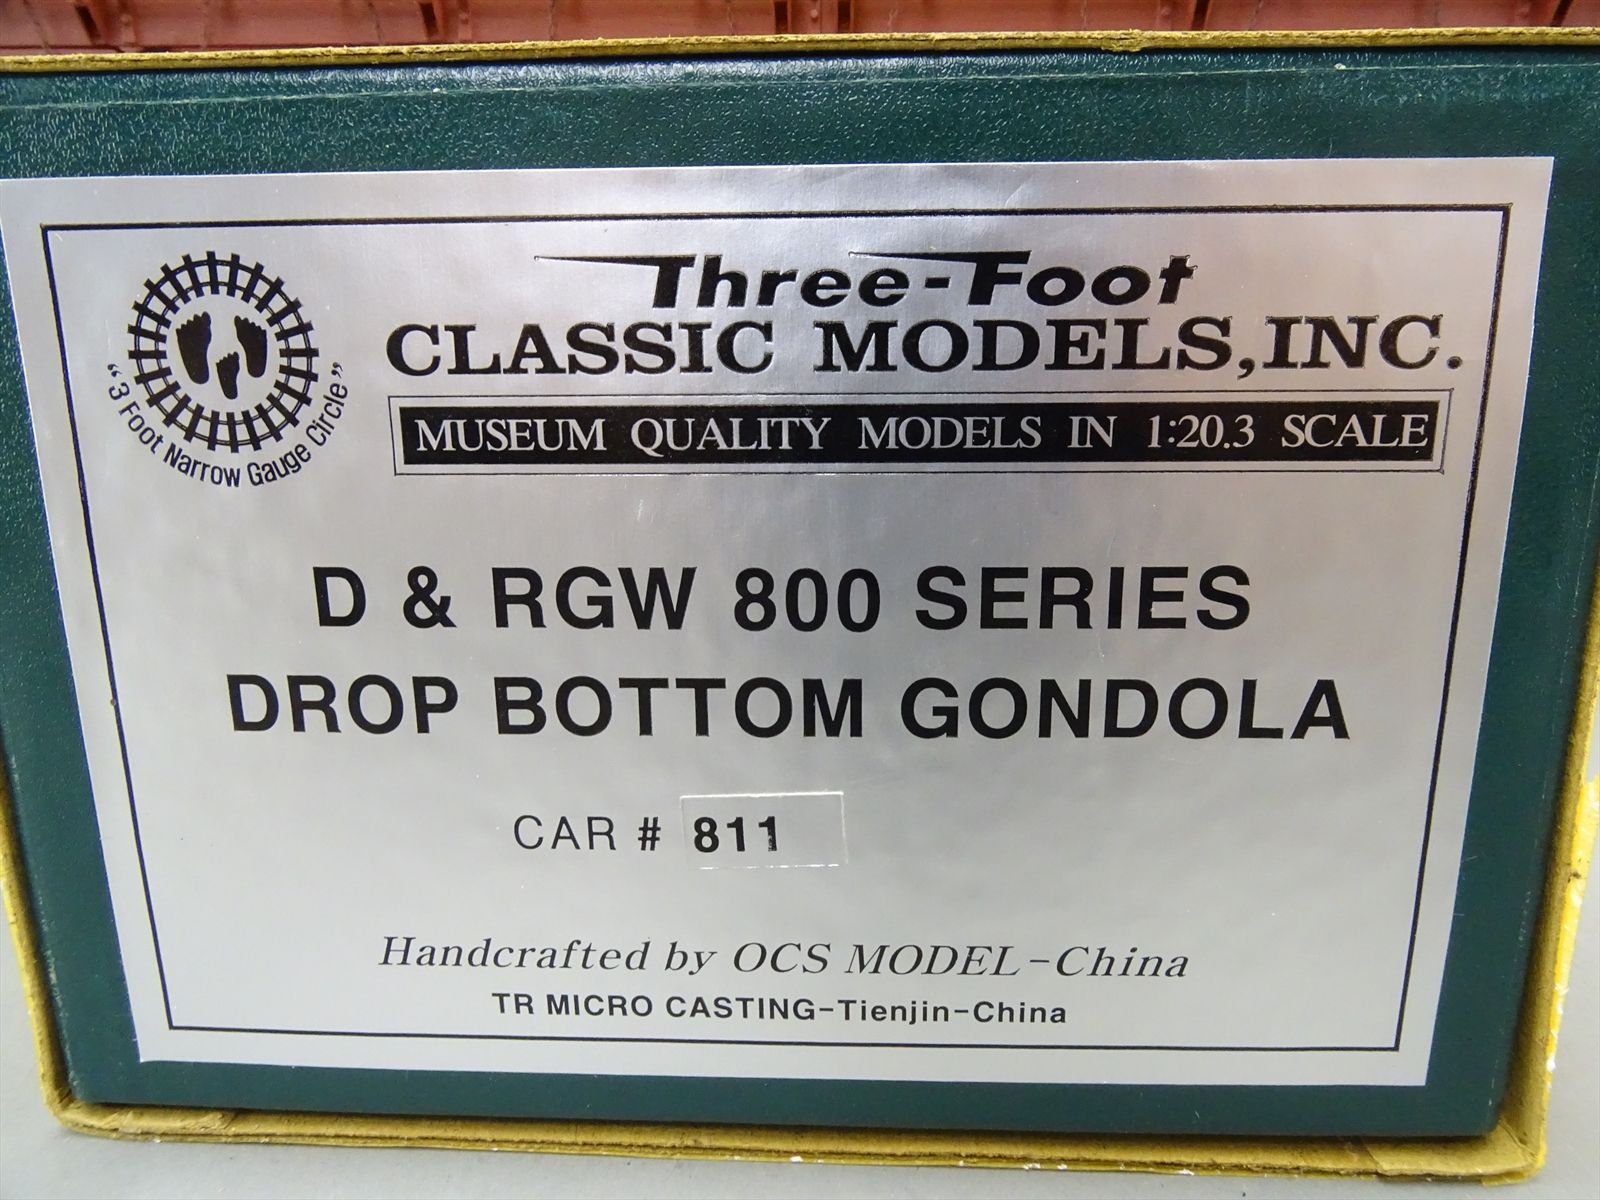 Three-Foot
CLASSIC MODELS, INC.
MUSEUM QUALITY MODELS IN 1:20.3 SCALE
"3 Foot Narrow Gauge Circle"
D & RGW 800 SERIES
DROP BOTTOM GONDOLA
CAR # 811
Handcrafted by OCS MODEL-China
TR MICRO CASTING-Tienjin-China